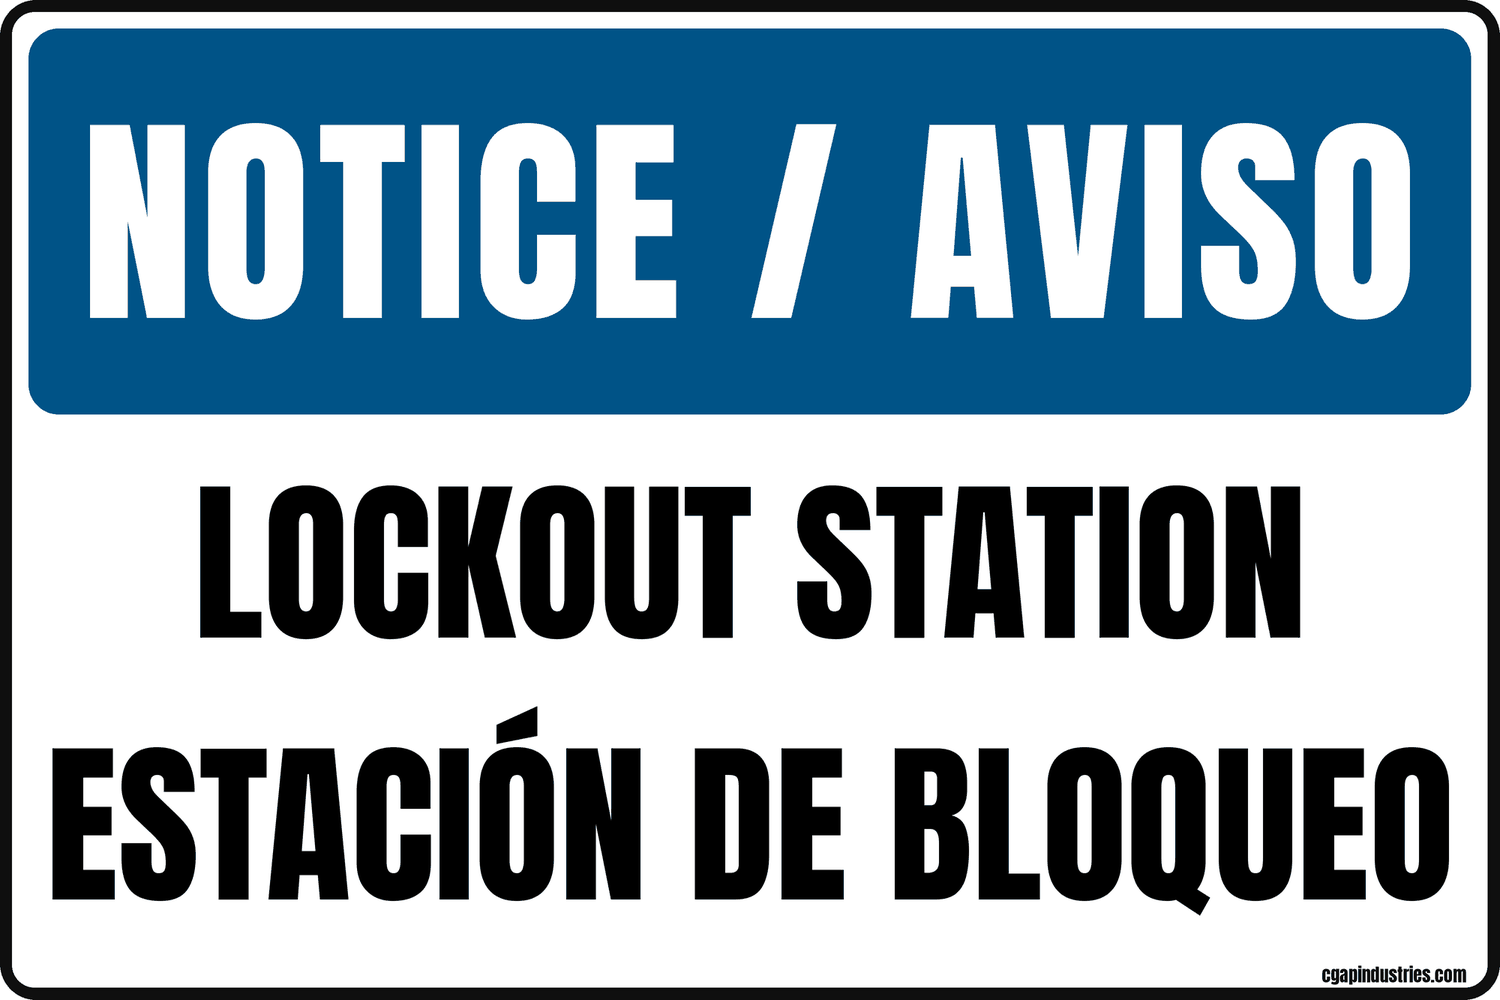 NOTICE / AVISO
LOCKOUT STATION
ESTACIÓN DE BLOQUEO
cgapindustries.com